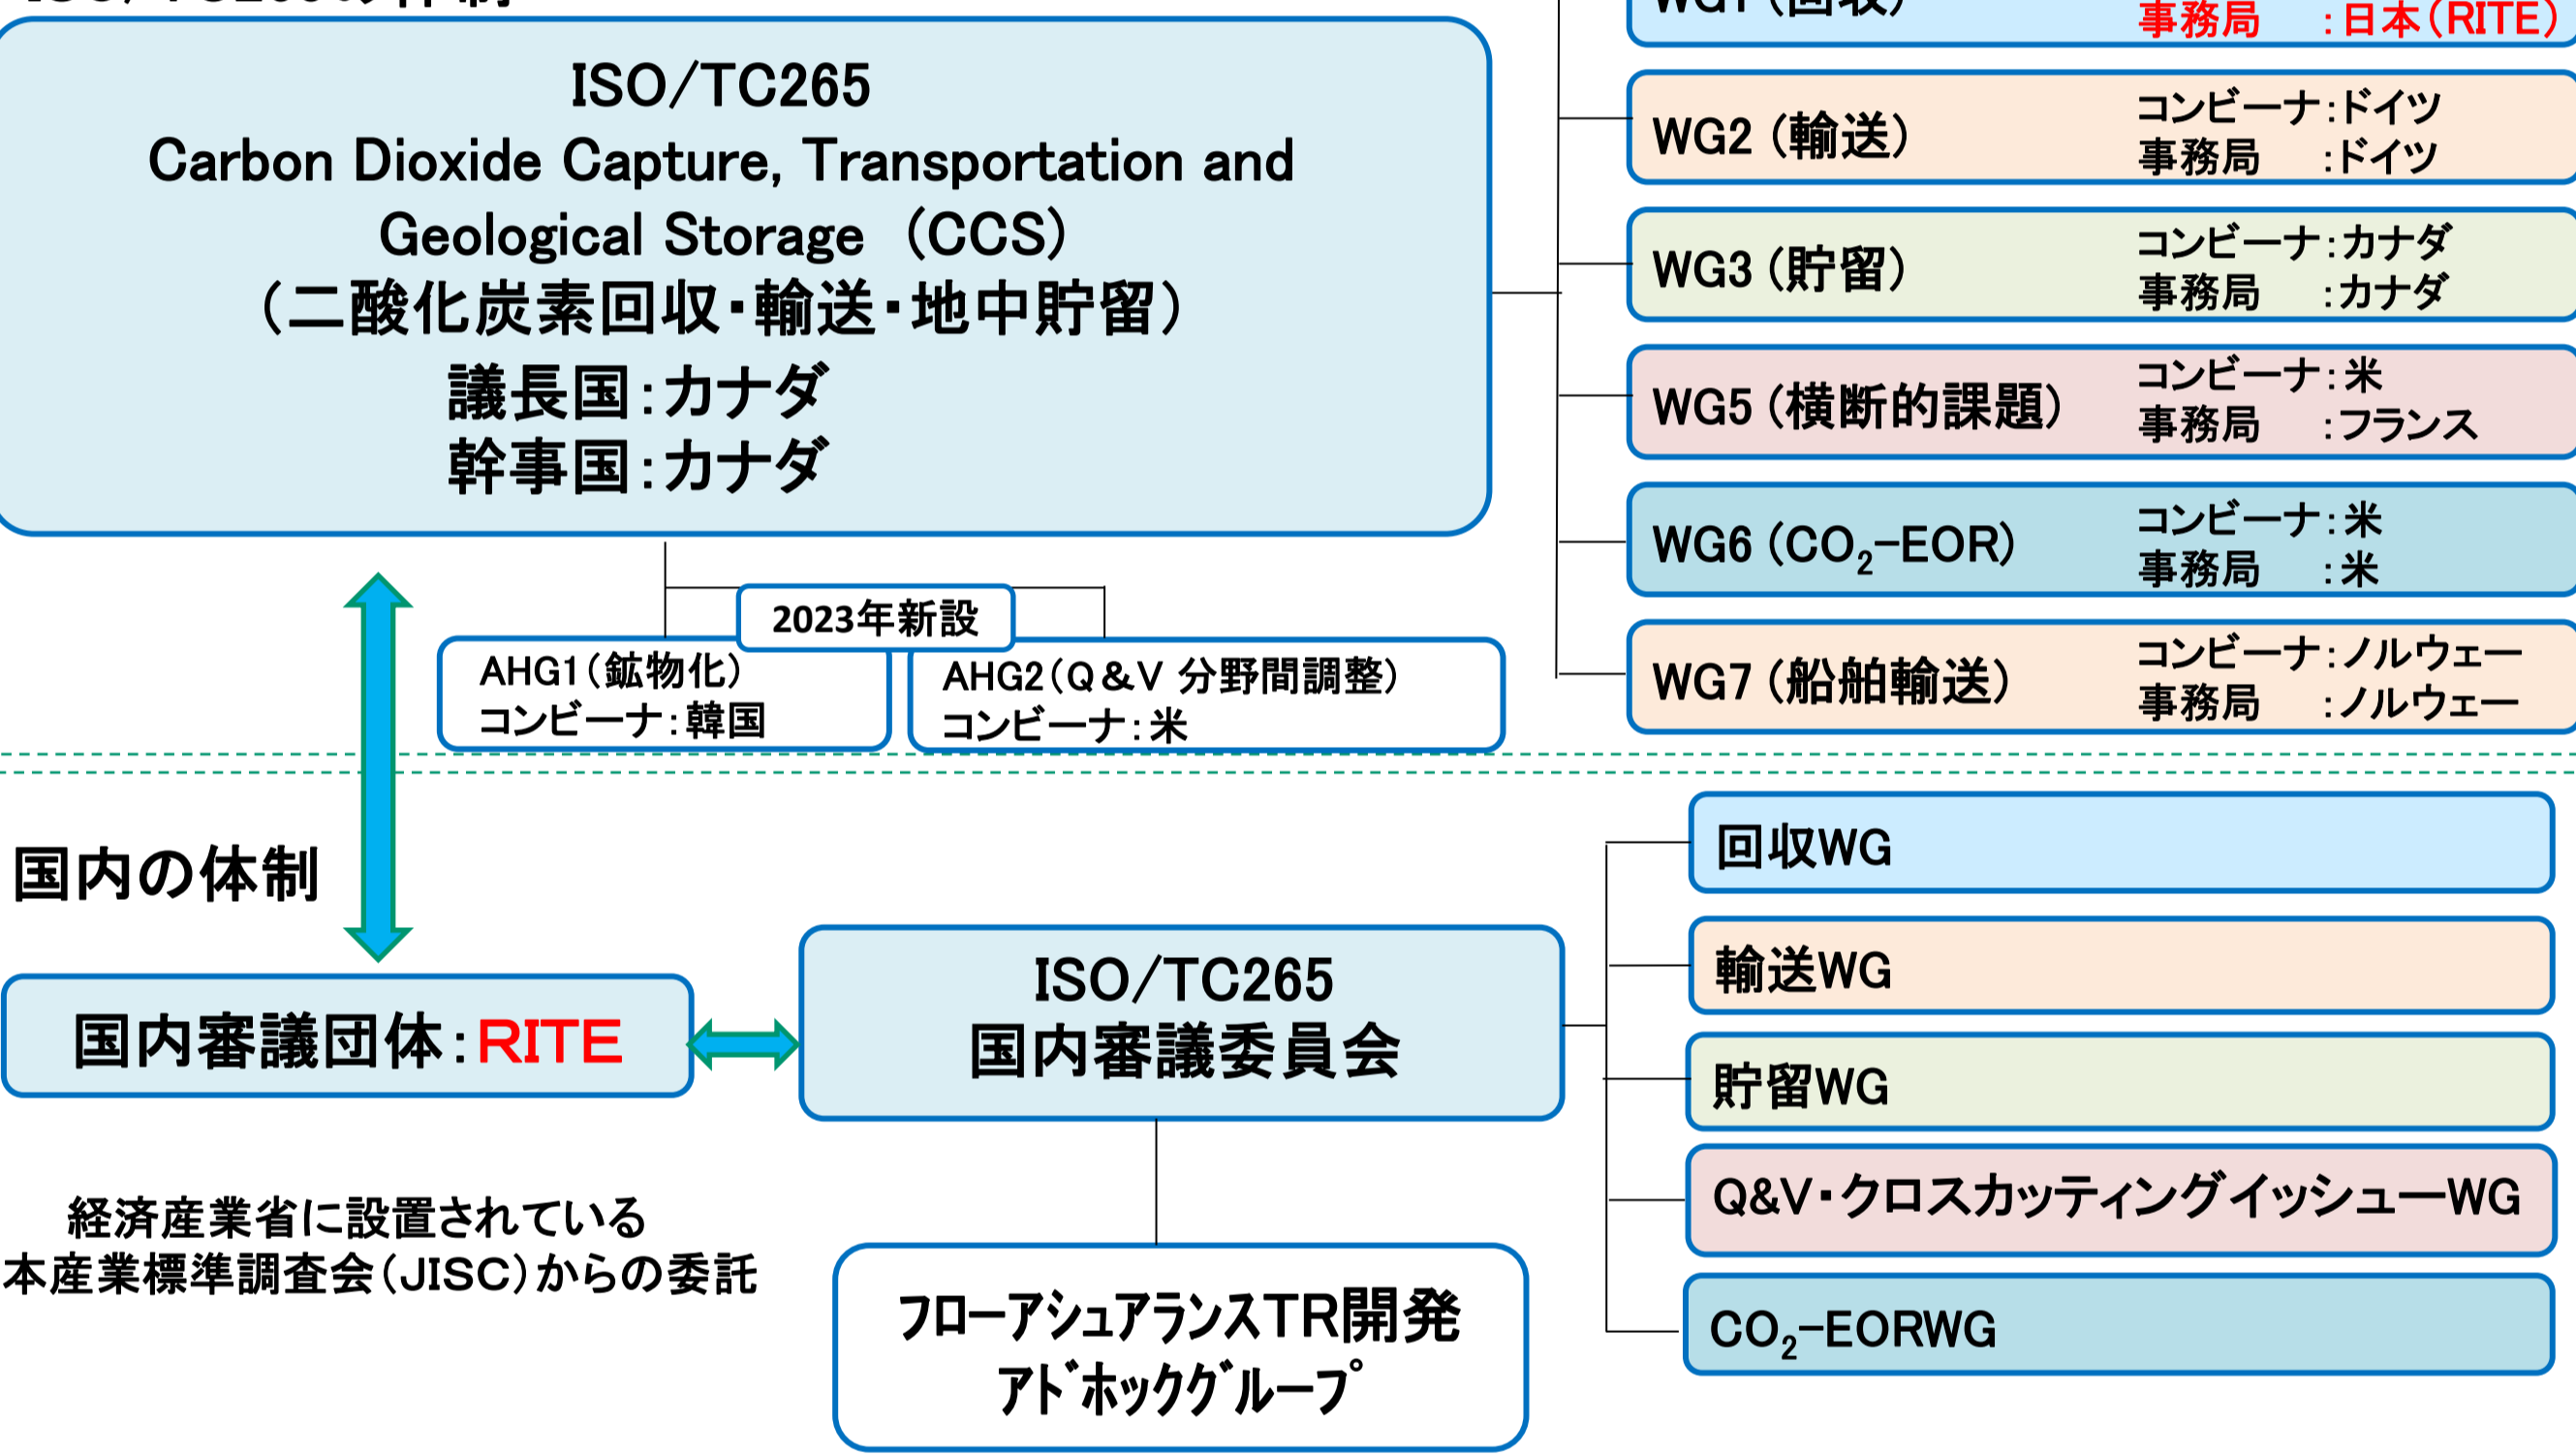 ISO/TC265の体制
ISO/TC265
Carbon Dioxide Capture, Transportation and
Geological Storage （CCS）
（二酸化炭素回収・輸送・地中貯留）
議長国：カナダ
幹事国：カナダ
2023年新設
AHG1（鉱物化）
コンビーナ：韓国
AHG2（Q＆V 分野間調整）
コンビーナ：米
WG1 (回収)
事務局 ：日本（RITE）
WG2 (輸送)
コンビーナ：ドイツ
事務局 ：ドイツ
WG3 (貯留)
コンビーナ：カナダ
事務局 ：カナダ
WG5 (横断的課題)
コンビーナ：米
事務局 ：フランス
WG6 (CO₂-EOR)
コンビーナ：米
事務局 ：米
WG7 (船舶輸送)
コンビーナ：ノルウェー
事務局 ：ノルウェー
国内の体制
国内審議団体：RITE
経済産業省に設置されている
本産業標準調査会（JISC）からの委託
ISO/TC265
国内審議委員会
フローアシュアランスTR開発
アドホックグループ
回収WG
輸送WG
貯留WG
Q&V・クロスカッティングイッシューWG
CO₂-EORWG